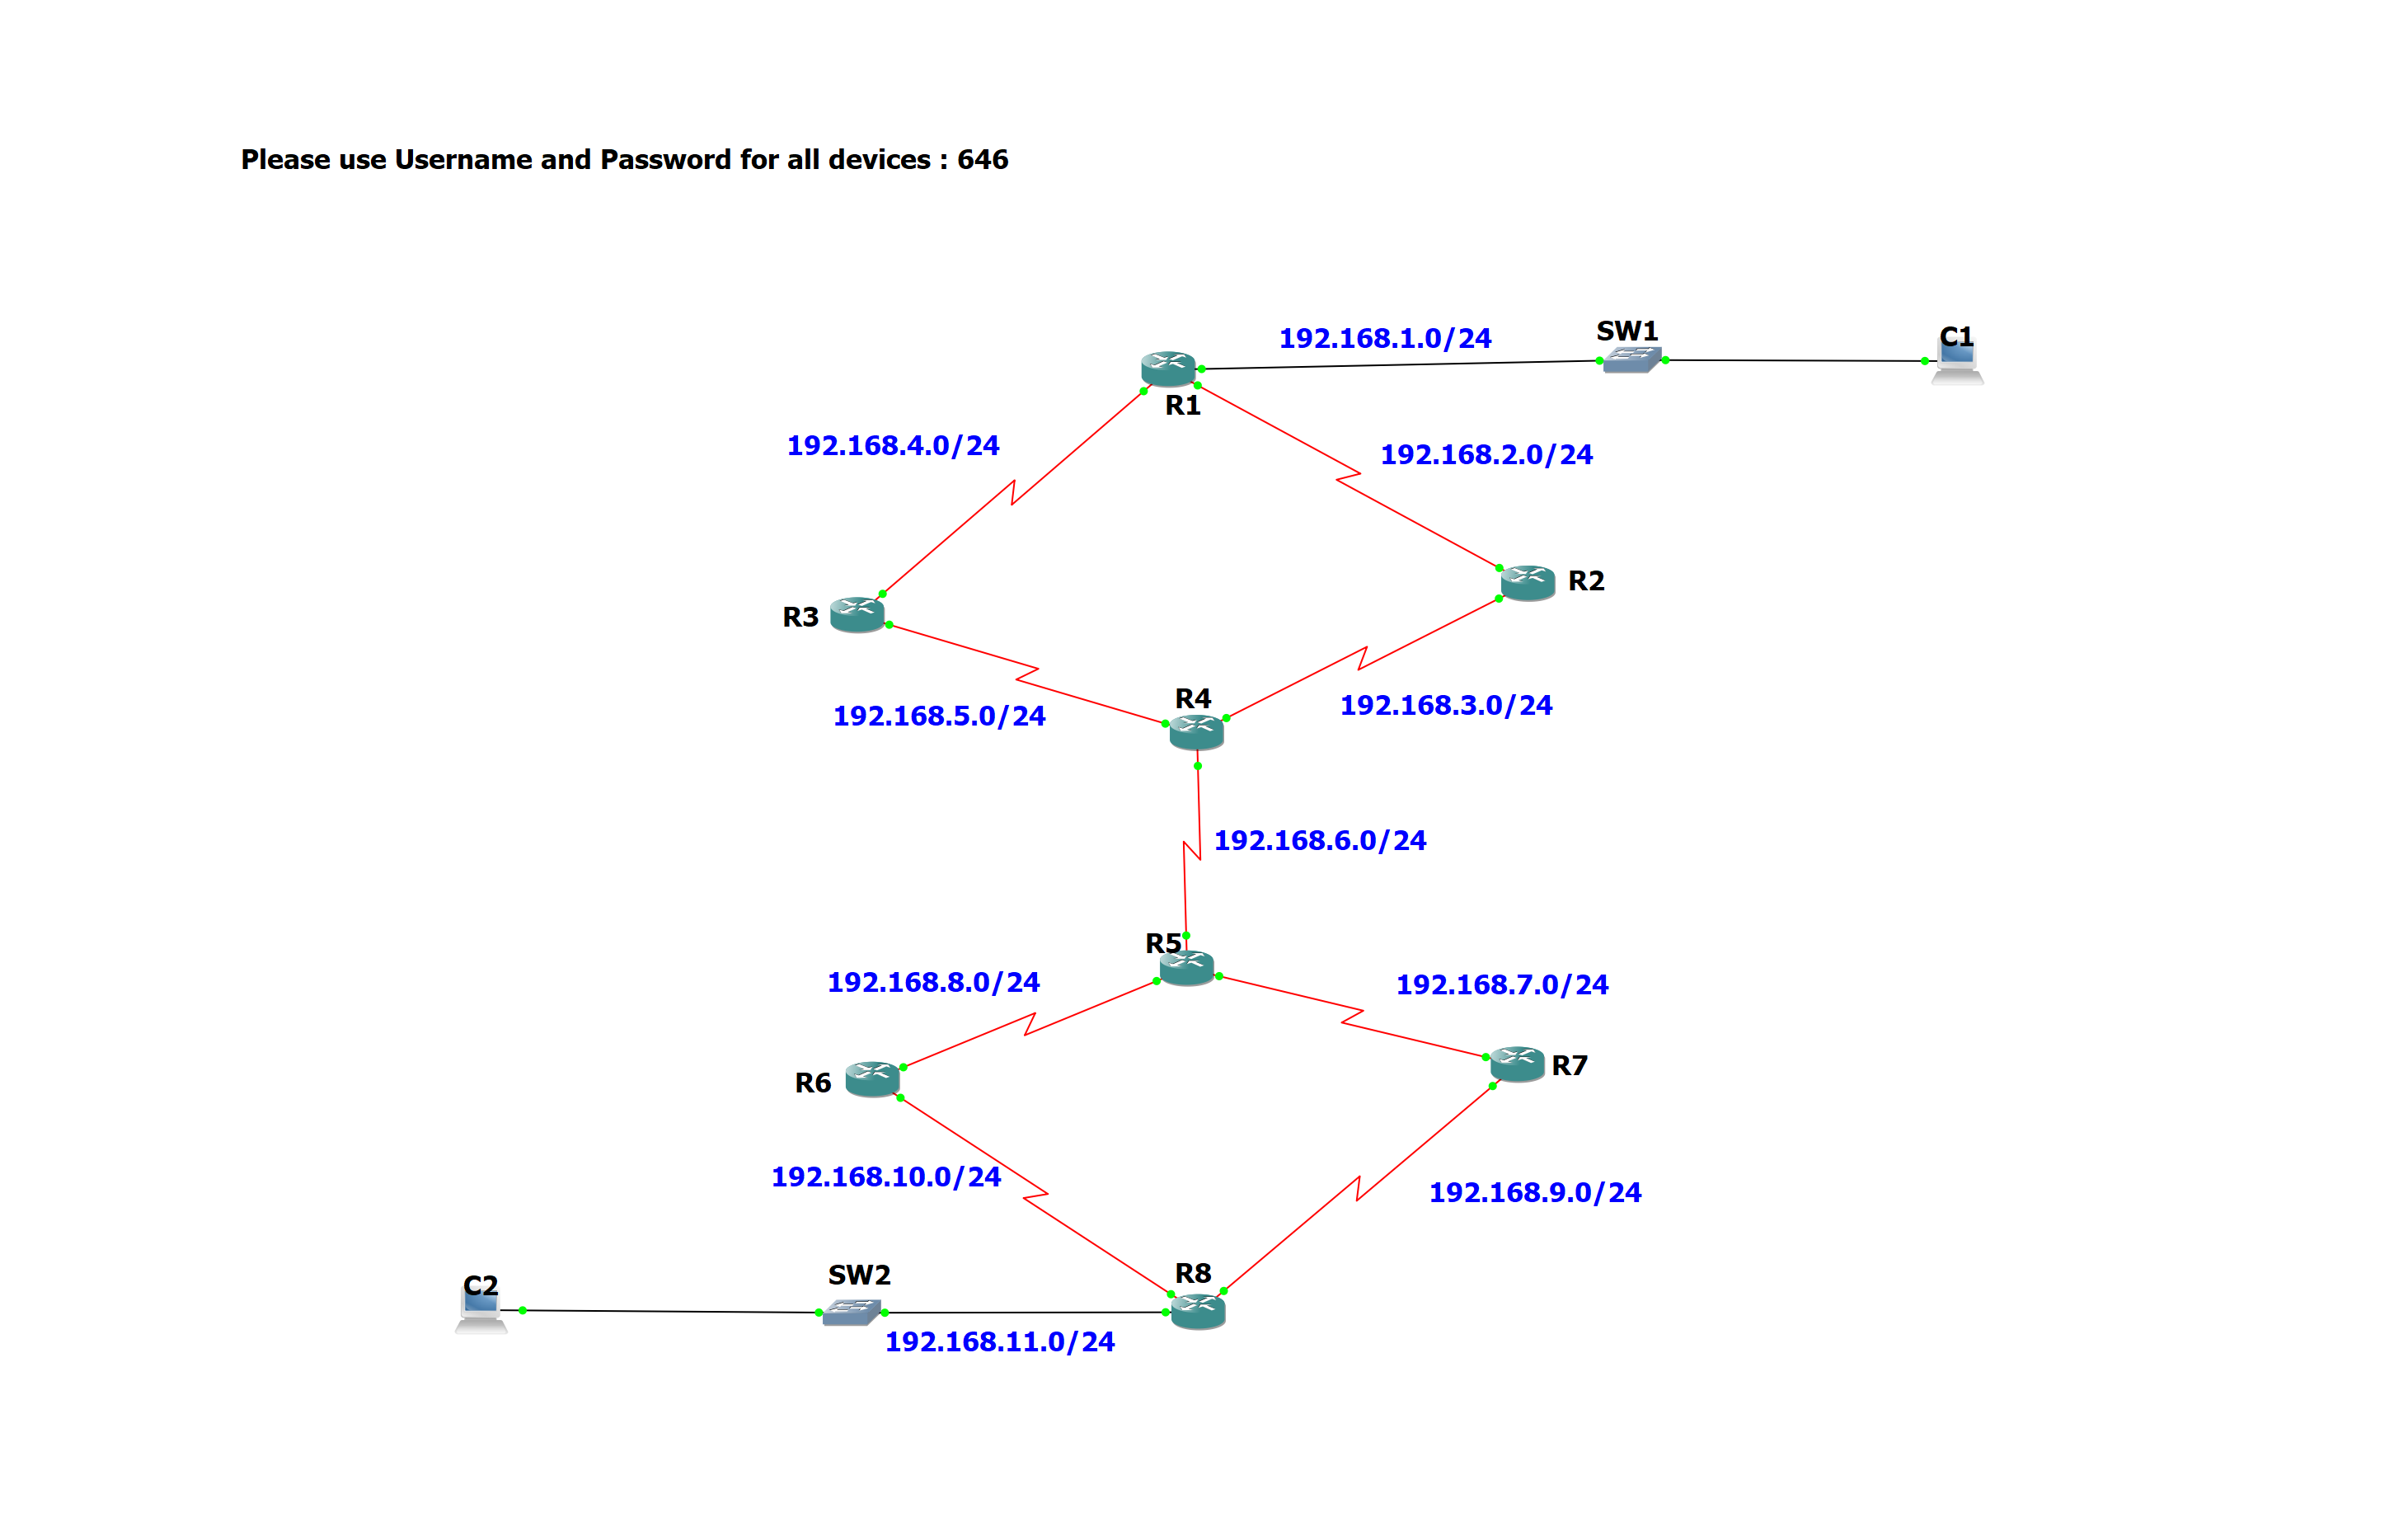 Please use Username and Password for all devices : 646
SW1
C1
192.168.1.0/24
R1
192.168.4.0/24
192.168.2.0/24
R2
R3
R4
192.168.5.0/24
192.168.3.0/24
192.168.6.0/24
R5
192.168.8.0/24
192.168.7.0/24
R6
R7
192.168.10.0/24
192.168.9.0/24
R8
SW2
C2
192.168.11.0/24